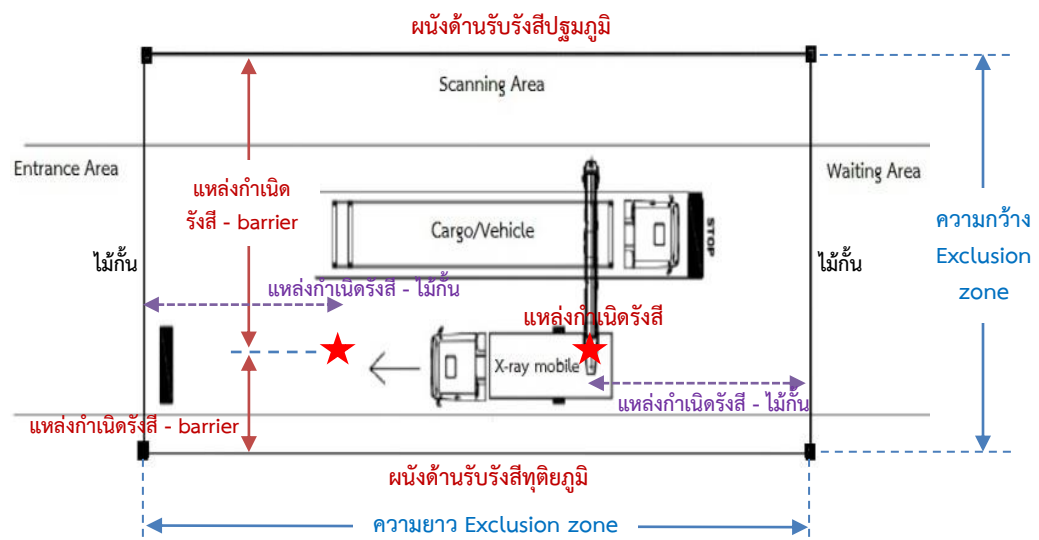 ผนังด้านรับรังสีปฐมภูมิ
Scanning Area
Entrance Area
Waiting Area
แหล่งกำเนิด
รังสี - barrier
Cargo/Vehicle
STOP
ความกว้าง
Exclusion
zone
ไม้กั้น
ไม้กั้น
แหล่งกำเนิดรังสี - ไม้กั้น
แหล่งกำเนิดรังสี
X-ray mobile
แหล่งกำเนิดรังสี - ไม้กั้น
แหล่งกำเนิดรังสี - barrier
ผนังด้านรับรังสีทุติยภูมิ
ความยาว Exclusion zone